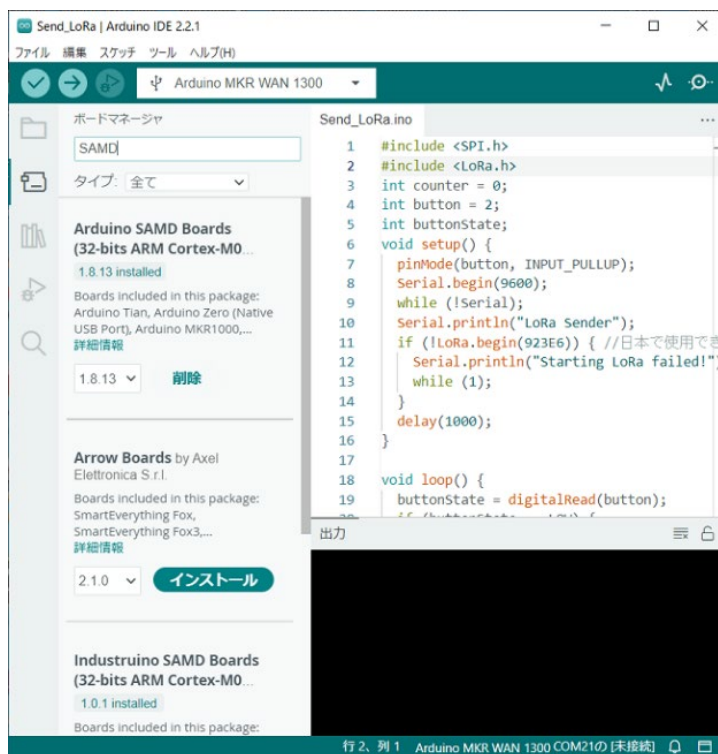 Send_LoRa | Arduino IDE 2.2.1
ファイル 編集 スケッチ ツール ヘルプ(H)
Arduino MKR WAN 1300
ボードマネージャ
SAMD
タイプ: 全て
Arduino SAMD Boards
(32-bits ARM Cortex-M0...
1.8.13 installed
Boards included in this package:
Arduino Tian, Arduino Zero (Native
USB Port), Arduino MKR1000,...
詳細情報
1.8.13 削除
Arrow Boards by Axel
Elettronica S.r.l.
Boards included in this package:
SmartEverything Fox,
SmartEverything Fox3,...
詳細情報
2.1.0 インストール
Industruino SAMD Boards
(32-bits ARM Cortex-M0...
1.0.1 installed
Boards included in this package:
Send_LoRa.ino
1 #include <SPI.h>
2 #include <LoRa.h>
3 int counter = 0;
4 int button = 2;
5 int buttonState;
6 void setup() {
7 pinMode(button, INPUT_PULLUP);
8 Serial.begin(9600);
9 while (!Serial);
10 Serial.println("LoRa Sender");
11 if (!LoRa.begin(923E6)) { //日本で使用でき
12 Serial.println("Starting LoRa failed!"
13 while (1);
14 }
15 delay(1000);
16 }
17
18 void loop() {
19 buttonState = digitalRead(button);
出力
行 2、列 1 Arduino MKR WAN 1300 COM21の [未接続]